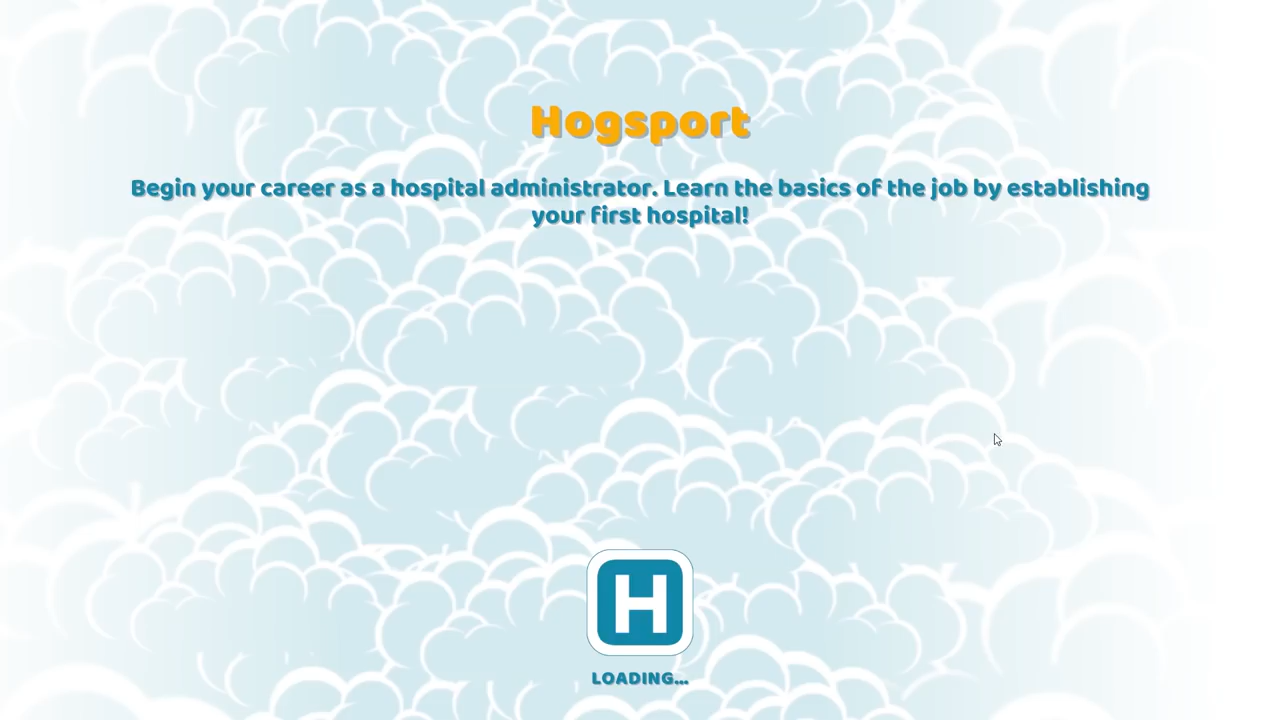 Hogsport
Begin your career as a hospital administrator. Learn the basics of the job by establishing
your first hospital!
H
LOADING...